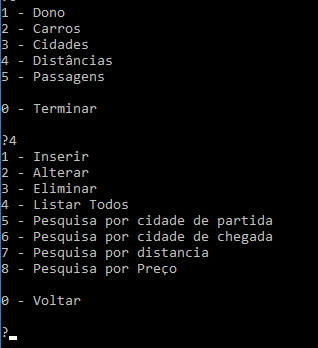 1 - Dono
2 - Carros
3 - Cidades
4 - Distâncias
5 - Passagens
0 - Terminar
?4
1 - Inserir
2 - Alterar
3 - Eliminar
4 - Listar Todos
5 - Pesquisa por cidade de partida
6 - Pesquisa por cidade de chegada
7 - Pesquisa por distancia
8 - Pesquisa por Preço
0 - Voltar
?